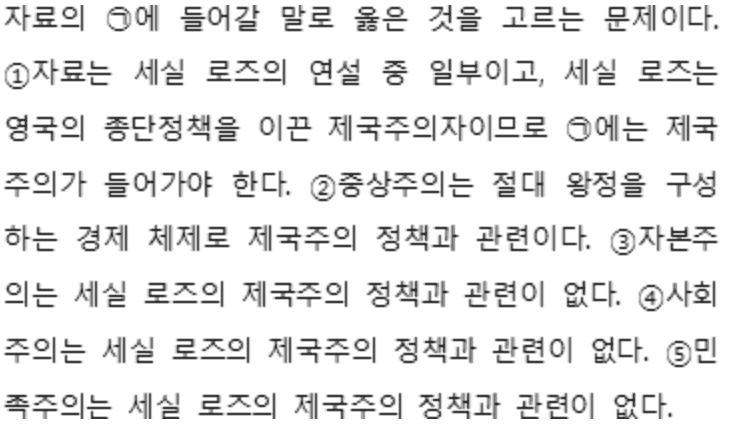 자료의 ㉠에 들어갈 말로 옳은 것을 고르는 문제이다.
①자료는 세실 로즈의 연설 중 일부이고, 세실 로즈는
영국의 종단정책을 이끈 제국주의자이므로 ㉠에는 제국
주의가 들어가야 한다. ②중상주의는 절대 왕정을 구성
하는 경제 체제로 제국주의 정책과 관련이다. ③자본주
의는 세실 로즈의 제국주의 정책과 관련이 없다. ④사회
주의는 세실 로즈의 제국주의 정책과 관련이 없다. ⑤민
족주의는 세실 로즈의 제국주의 정책과 관련이 없다.